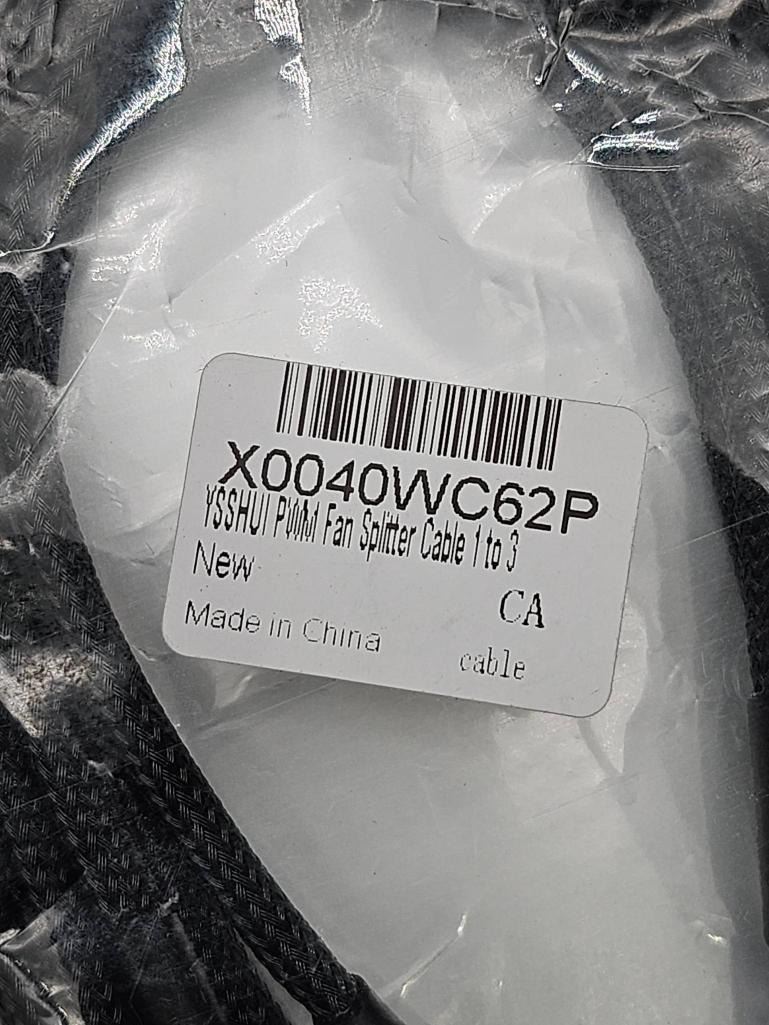 X0040WC62P
YSSHUI PWM Fan Splitter Cable 1 to 3
New
CA
Made in China
cable